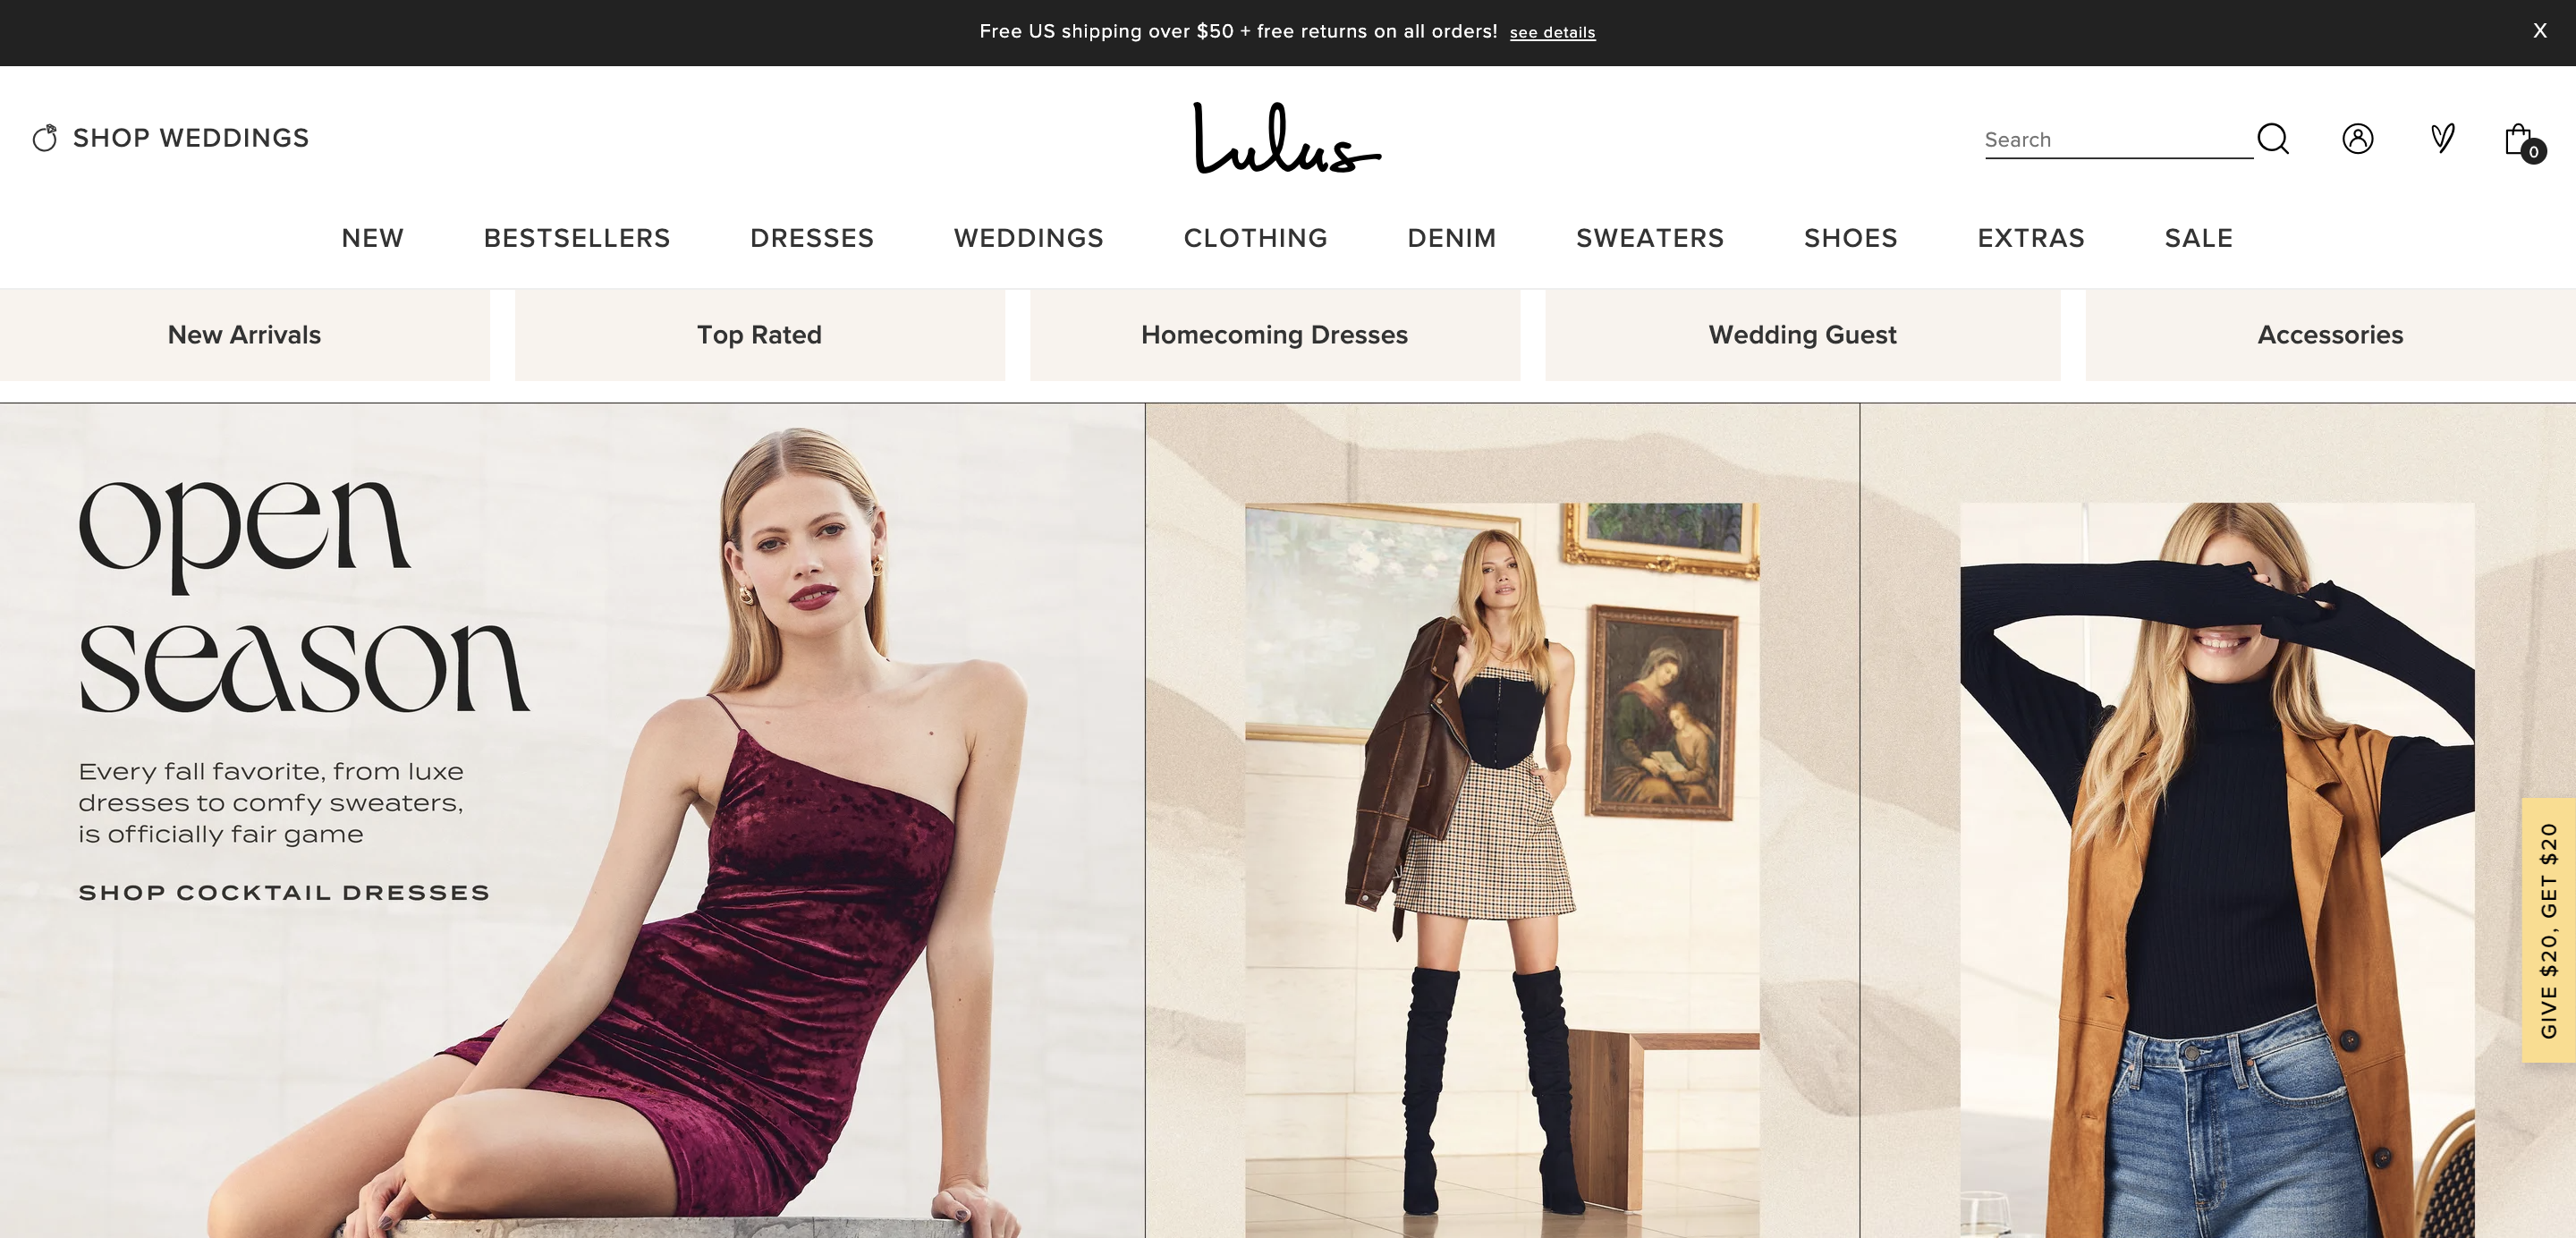 Free US shipping over $50 + free returns on all orders! see details
X
SHOP WEDDINGS
Lulus
Search
0
NEW
BESTSELLERS
DRESSES
WEDDINGS
CLOTHING
DENIM
SWEATERS
SHOES
EXTRAS
SALE
New Arrivals
Top Rated
Homecoming Dresses
Wedding Guest
Accessories
open
season
Every fall favorite, from luxe
dresses to comfy sweaters,
is officially fair game
SHOP COCKTAIL DRESSES
GIVE $20, GET $20